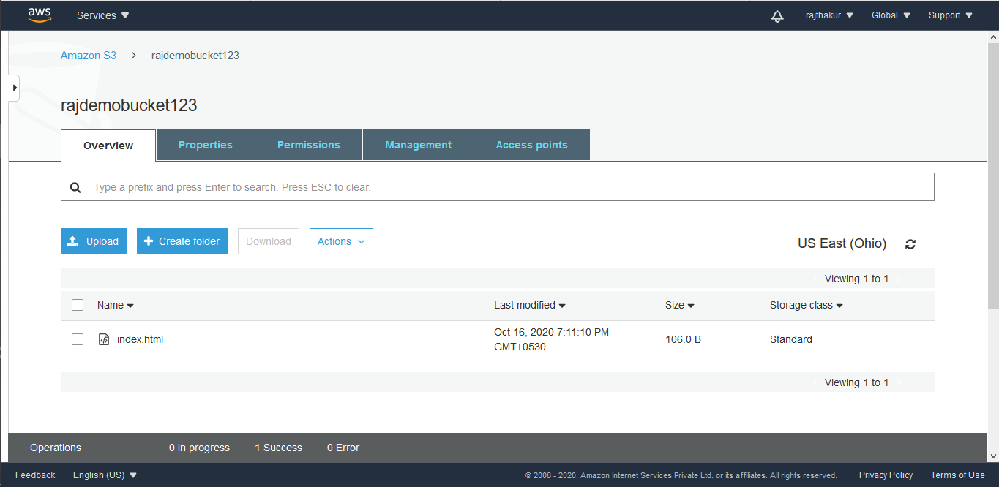 aws Services rajthakur Global Support
Amazon S3 > rajdemobucket123
rajdemobucket123
Overview Properties Permissions Management Access points
Type a prefix and press Enter to search. Press ESC to clear.
Upload + Create folder Download Actions US East (Ohio)
Viewing 1 to 1
Name Last modified Size Storage class
index.html Oct 16, 2020 7:11:10 PM GMT+0530 106.0 B Standard
Viewing 1 to 1
Operations 0 In progress 1 Success 0 Error
Feedback English (US) © 2008 - 2020, Amazon Internet Services Private Ltd. or its affiliates. All rights reserved. Privacy Policy Terms of Use